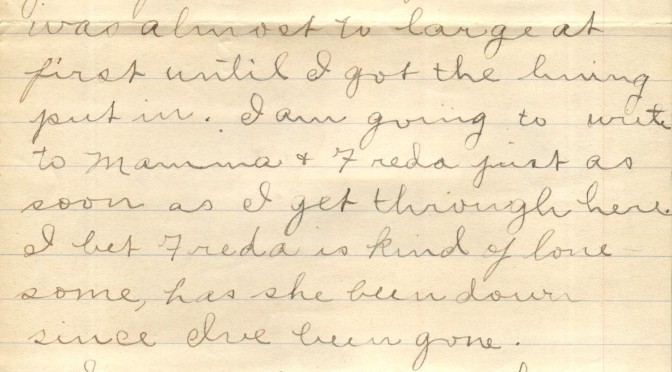 was almost to large at
first until I got the lining
put in. I am going to write
to Mamma & Freda just as
soon as I get through here.
I bet Freda is kind of lone
some, has she been down
since I've been gone.